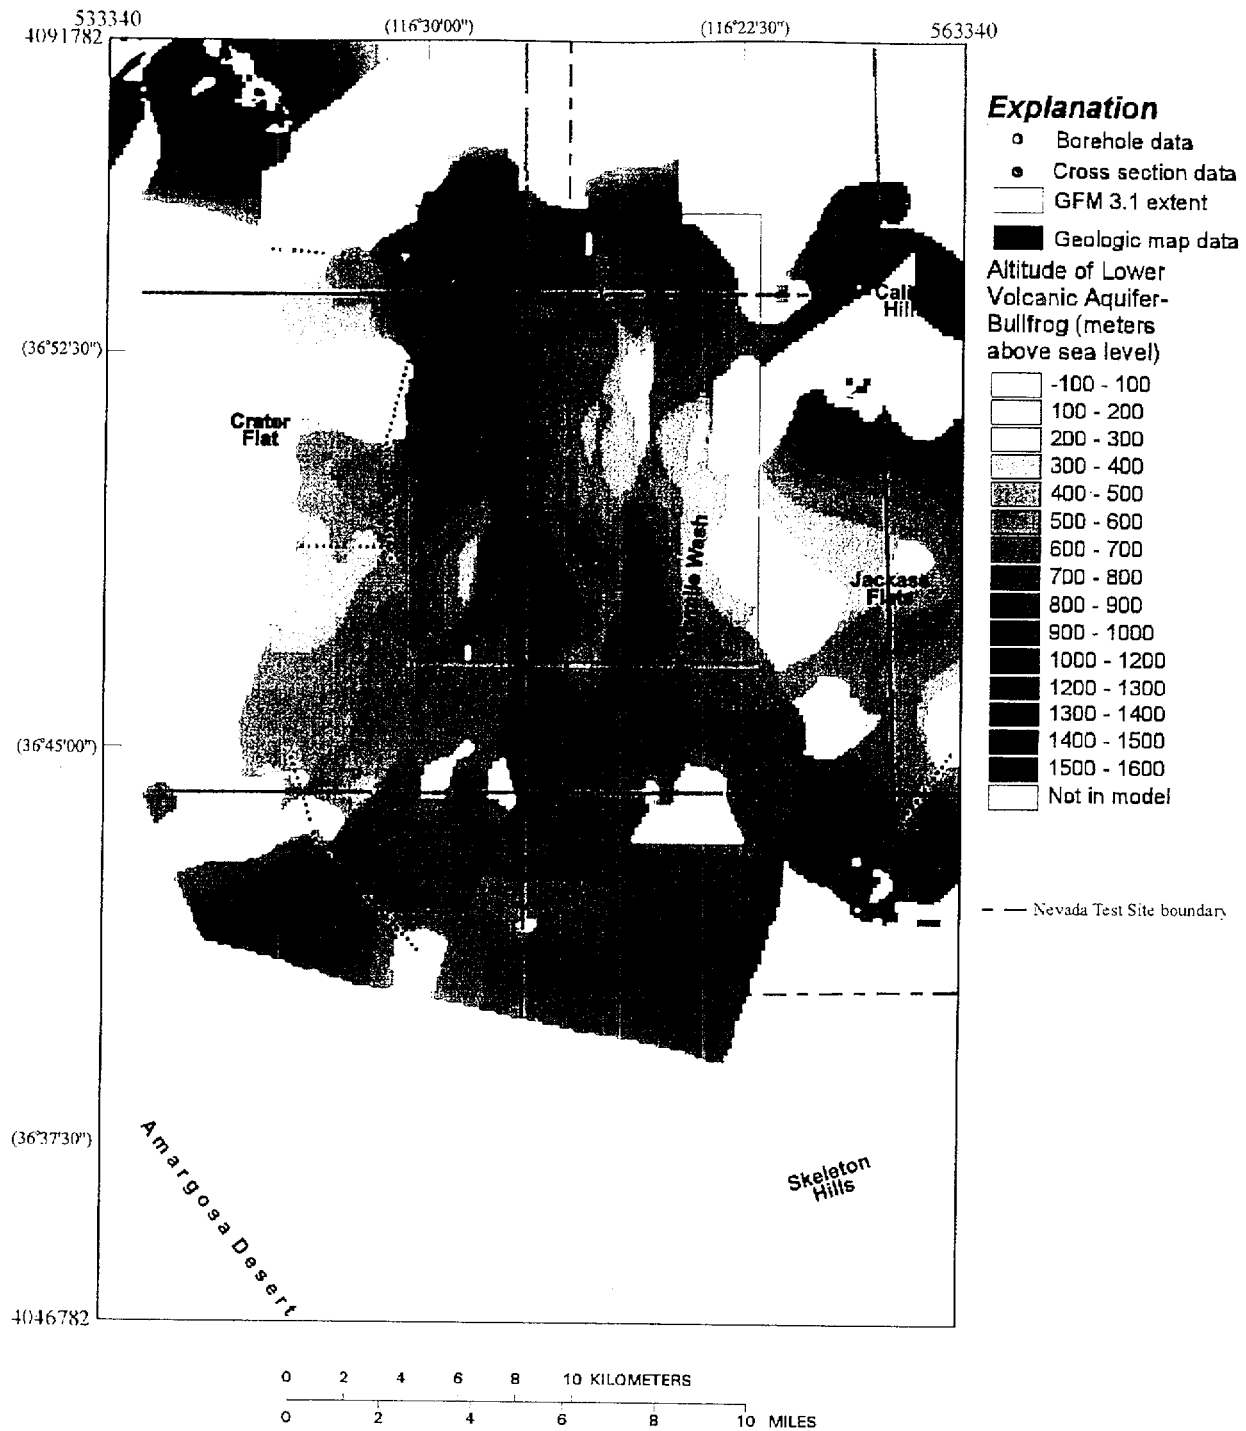 533340
(116°30'00")
(116°22'30")
563340
4091782
Explanation
Borehole data
Cross section data
GFM 3.1 extent
Geologic map data
Altitude of Lower
Volcanic Aquifer-
Bullfrog (meters
above sea level)
-100 - 100
100 - 200
200 - 300
300 - 400
400 - 500
500 - 600
600 - 700
700 - 800
800 - 900
900 - 1000
1000 - 1200
1200 - 1300
1300 - 1400
1400 - 1500
1500 - 1600
Not in model
Nevada Test Site boundary
Cali
Hill
(36°52'30")
Crater
Flat
mile Wash
Jackass
Flats
(36°45'00")
(36°37'30")
Amargosa Desert
Skeleton
Hills
4046782
0 2 4 6 8 10 KILOMETERS
0 2 4 6 8 10 MILES